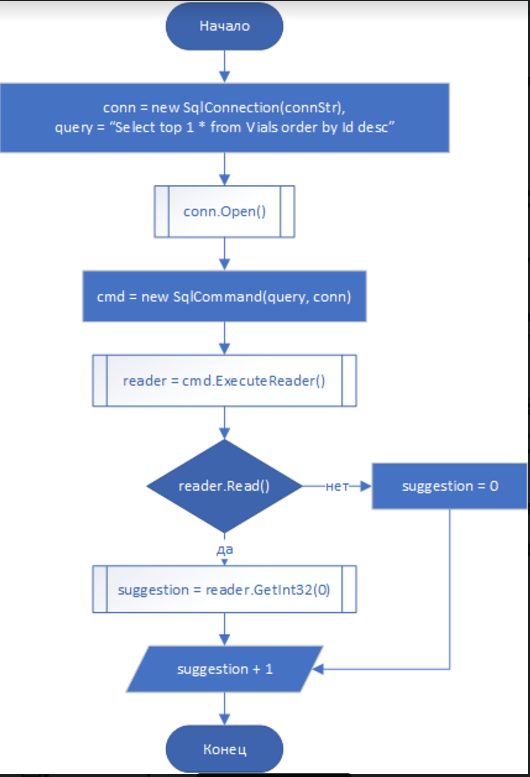 Начало
conn = new SqlConnection(connStr),
query = “Select top 1 * from Vials order by Id desc”
conn.Open()
cmd = new SqlCommand(query, conn)
reader = cmd.ExecuteReader()
reader.Read()
нет
suggestion = 0
да
suggestion = reader.GetInt32(0)
suggestion + 1
Конец